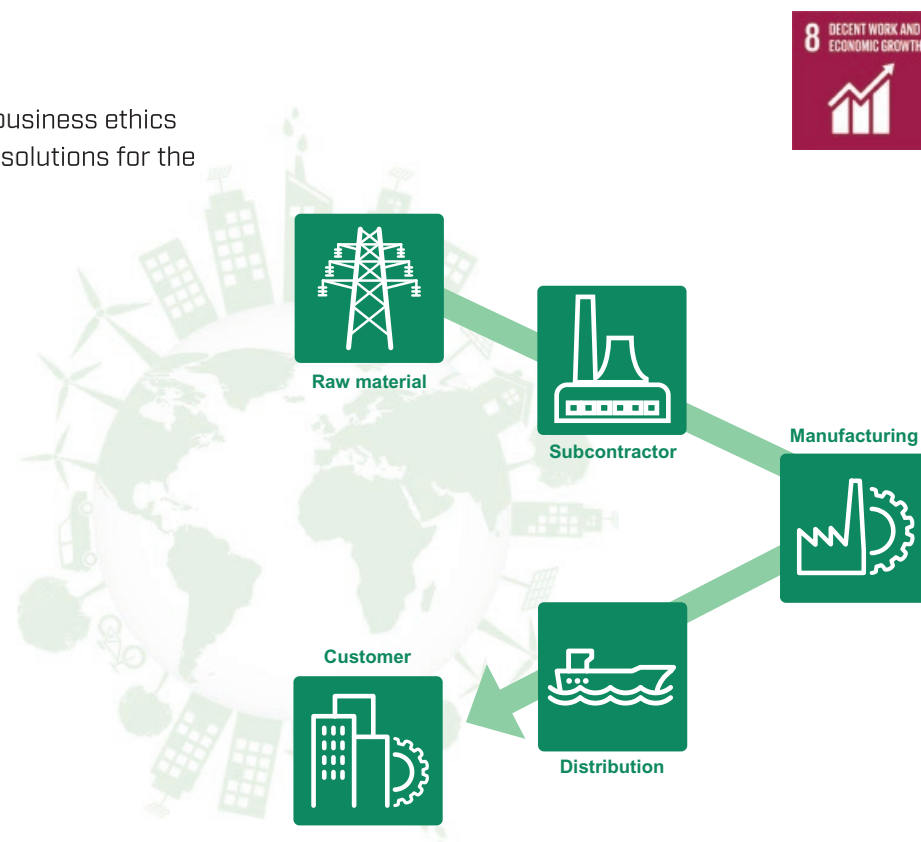 8 DECENT WORK AND
ECONOMIC GROWTH
business ethics
solutions for the
Raw material
Subcontractor
Manufacturing
Customer
Distribution